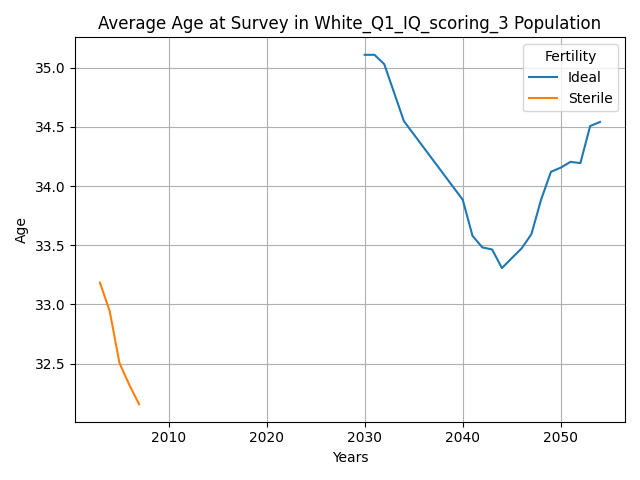 Average Age at Survey in White_Q1_IQ_scoring_3 Population
Fertility
Ideal
Sterile
35.0
34.5
34.0
33.5
33.0
32.5
Age
2010 2020 2030 2040 2050
Years